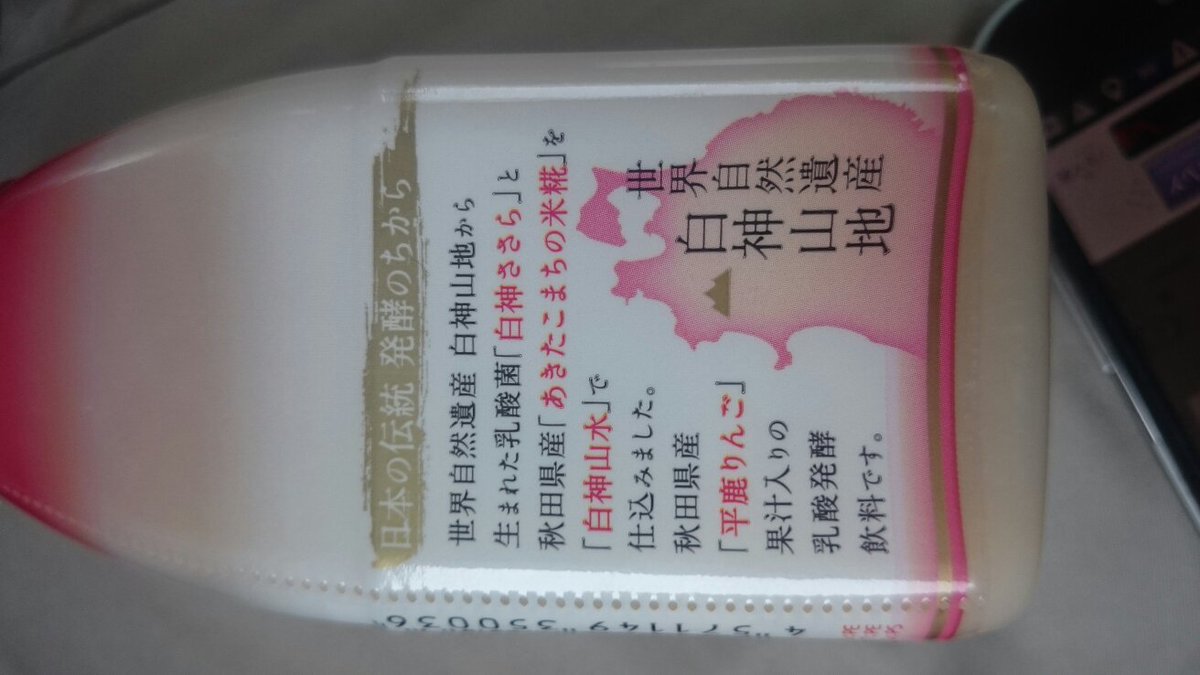 日本の伝統 発酵のちから
世界自然遺産 白神山地から
生まれた乳酸菌「白神ささら」と
秋田県産「あきたこまちの米糀」を
「白神山水」で
仕込みました。
秋田県産
「平鹿りんご」
果汁入りの
乳酸発酵
飲料です。
世界自然遺産
白神山地